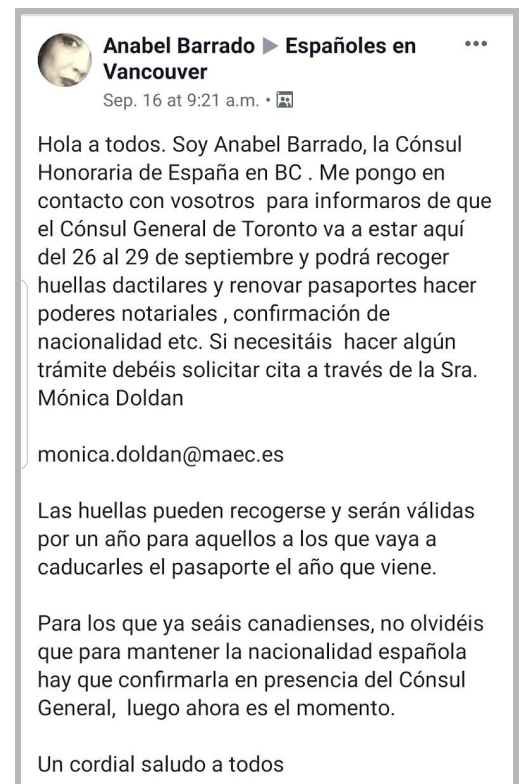 Anabel Barrado ▶ Españoles en
Vancouver
Sep. 16 at 9:21 a.m. •
Hola a todos. Soy Anabel Barrado, la Cónsul
Honoraria de España en BC . Me pongo en
contacto con vosotros  para informaros de que
el Cónsul General de Toronto va a estar aquí
del 26 al 29 de septiembre y podrá recoger
huellas dactilares y renovar pasaportes hacer
poderes notariales , confirmación de
nacionalidad etc. Si necesitáis  hacer algún
trámite debéis solicitar cita a través de la Sra.
Mónica Doldan
monica.doldan@maec.es
Las huellas pueden recogerse y serán válidas
por un año para aquellos a los que vaya a
caducarles el pasaporte el año que viene.
Para los que ya seáis canadienses, no olvidéis
que para mantener la nacionalidad española
hay que confirmarla en presencia del Cónsul
General,  luego ahora es el momento.
Un cordial saludo a todos